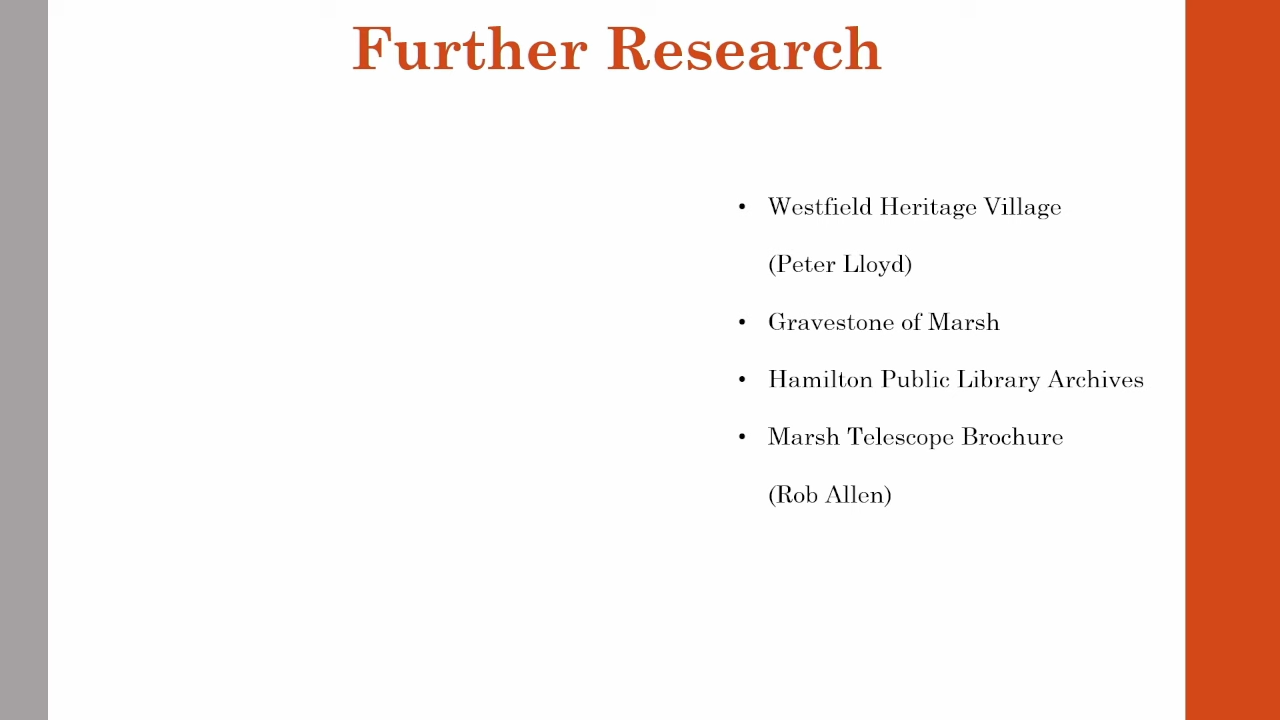 Further Research
• Westfield Heritage Village
(Peter Lloyd)
• Gravestone of Marsh
• Hamilton Public Library Archives
• Marsh Telescope Brochure
(Rob Allen)